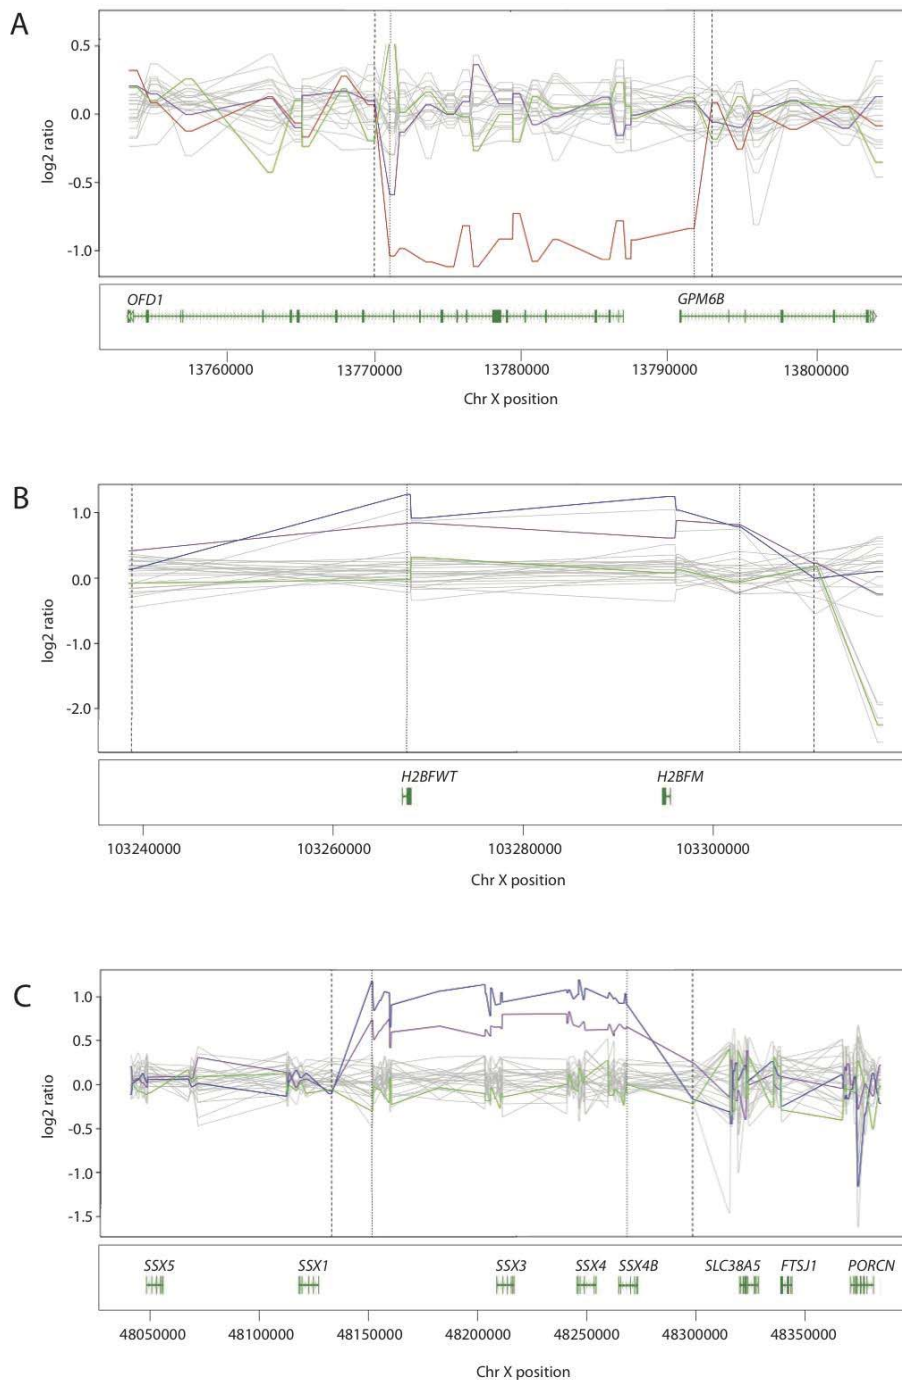 A
0.5
0.0
-0.5
-1.0
log2 ratio
OFD1 GPM6B
13760000 13770000 13780000 13790000 13800000
Chr X position
B
1.0
0.0
-1.0
-2.0
log2 ratio
H2BFWT H2BFM
103240000 103260000 103280000 103300000
Chr X position
C
1.0
0.5
0.0
-0.5
-1.0
-1.5
log2 ratio
SSX5 SSX1 SSX3 SSX4 SSX4B SLC38A5 FTSJ1 PORCN
48050000 48100000 48150000 48200000 48250000 48300000 48350000
Chr X position